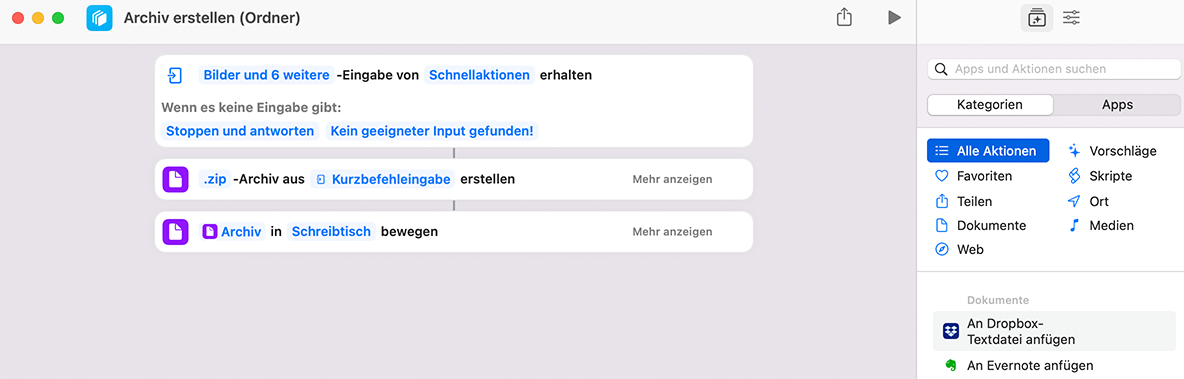 Archiv erstellen (Ordner)
Bilder und 6 weitere -Eingabe von Schnellaktionen erhalten
Wenn es keine Eingabe gibt:
Stoppen und antworten Kein geeigneter Input gefunden!
.zip -Archiv aus Kurzbefehleingabe erstellen Mehr anzeigen
Archiv in Schreibtisch bewegen Mehr anzeigen
Apps und Aktionen suchen
Kategorien Apps
Alle Aktionen Vorschläge
Favoriten Skripte
Teilen Ort
Dokumente Medien
Web
Dokumente
An Dropbox-
Textdatei anfügen
An Evernote anfügen